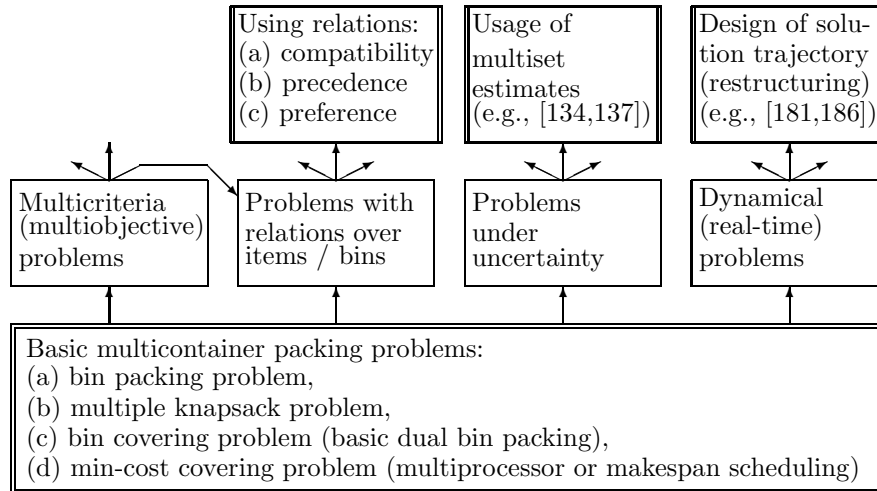 Using relations:
(a) compatibility
(b) precedence
(c) preference
Usage of
multiset
estimates
(e.g., [134,137])
Design of solu-
tion trajectory
(restructuring)
(e.g., [181,186])
Multicriteria
(multiobjective)
problems
Problems with
relations over
items / bins
Problems
under
uncertainty
Dynamical
(real-time)
problems
Basic multicontainer packing problems:
(a) bin packing problem,
(b) multiple knapsack problem,
(c) bin covering problem (basic dual bin packing),
(d) min-cost covering problem (multiprocessor or makespan scheduling)